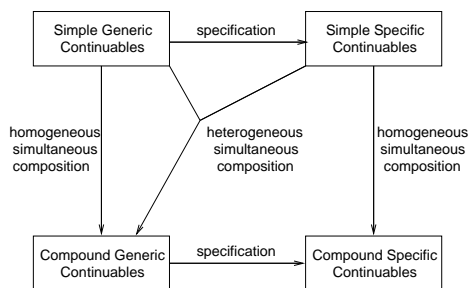 Simple Generic
Continuables
specification
Simple Specific
Continuables
homogeneous
simultaneous
composition
heterogeneous
simultaneous
composition
homogeneous
simultaneous
composition
Compound Generic
Continuables
specification
Compound Specific
Continuables